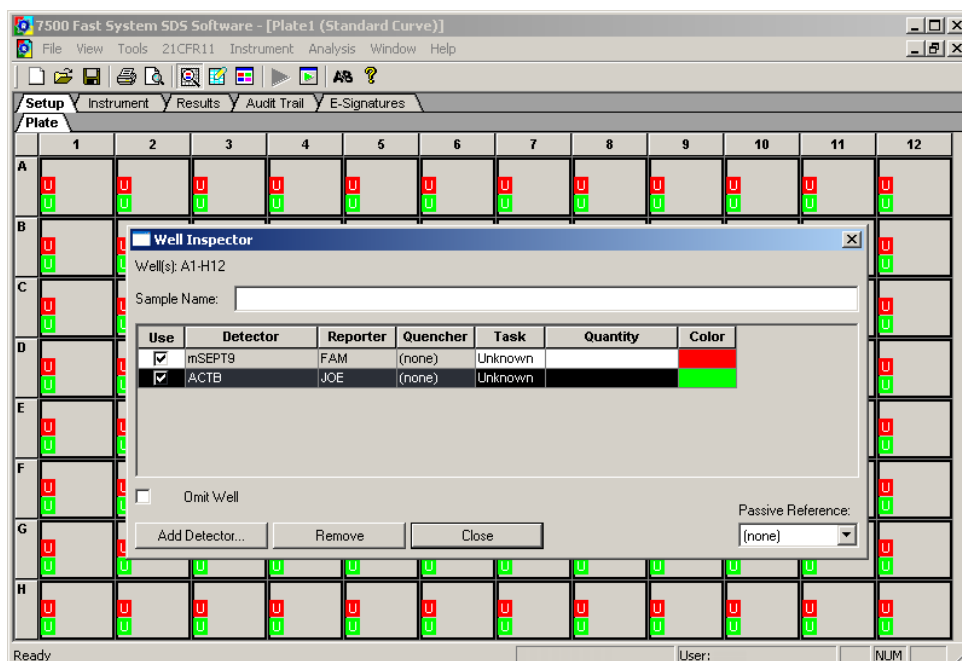 7500 Fast System SDS Software - [Plate1 (Standard Curve)]
File View Tools 21CFR11 Instrument Analysis Window Help
AB ?
Setup Instrument Results Audit Trail E-Signatures
Plate
1 2 3 4 5 6 7 8 9 10 11 12
A
U U U U U U U U U U U U
U U U U U U U U U U U U
B
U U U
U U U
Well Inspector
Well(s): A1-H12
C
U U U
U U U
Sample Name:
D
U U U
U U U
Use Detector Reporter Quencher Task Quantity Color
mSEPT9 FAM (none) Unknown
ACTB JOE (none) Unknown
E
U U U
U U U
F
U U U
U U U
Omit Well
Passive Reference:
Add Detector... Remove Close (none)
G
U U U
U U U U U U U U U U U U
H
U U U U U U U U U U U U
U U U U U U U U U U U U
Ready User: NUM